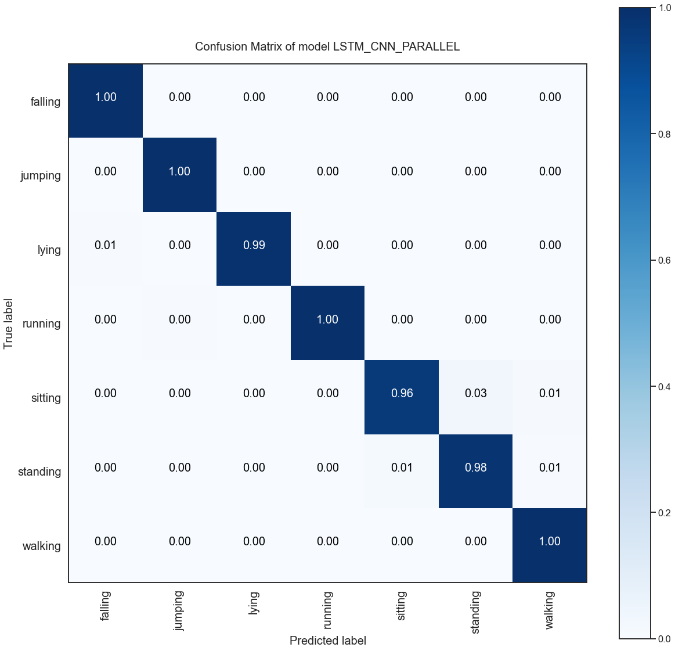 Confusion Matrix of model LSTM_CNN_PARALLEL
True label
falling 1.00 0.00 0.00 0.00 0.00 0.00 0.00
jumping 0.00 1.00 0.00 0.00 0.00 0.00 0.00
lying 0.01 0.00 0.99 0.00 0.00 0.00 0.00
running 0.00 0.00 0.00 1.00 0.00 0.00 0.00
sitting 0.00 0.00 0.00 0.00 0.96 0.03 0.01
standing 0.00 0.00 0.00 0.00 0.01 0.98 0.01
walking 0.00 0.00 0.00 0.00 0.00 0.00 1.00
falling jumping lying running sitting standing walking
Predicted label
1.0
0.8
0.6
0.4
0.2
0.0